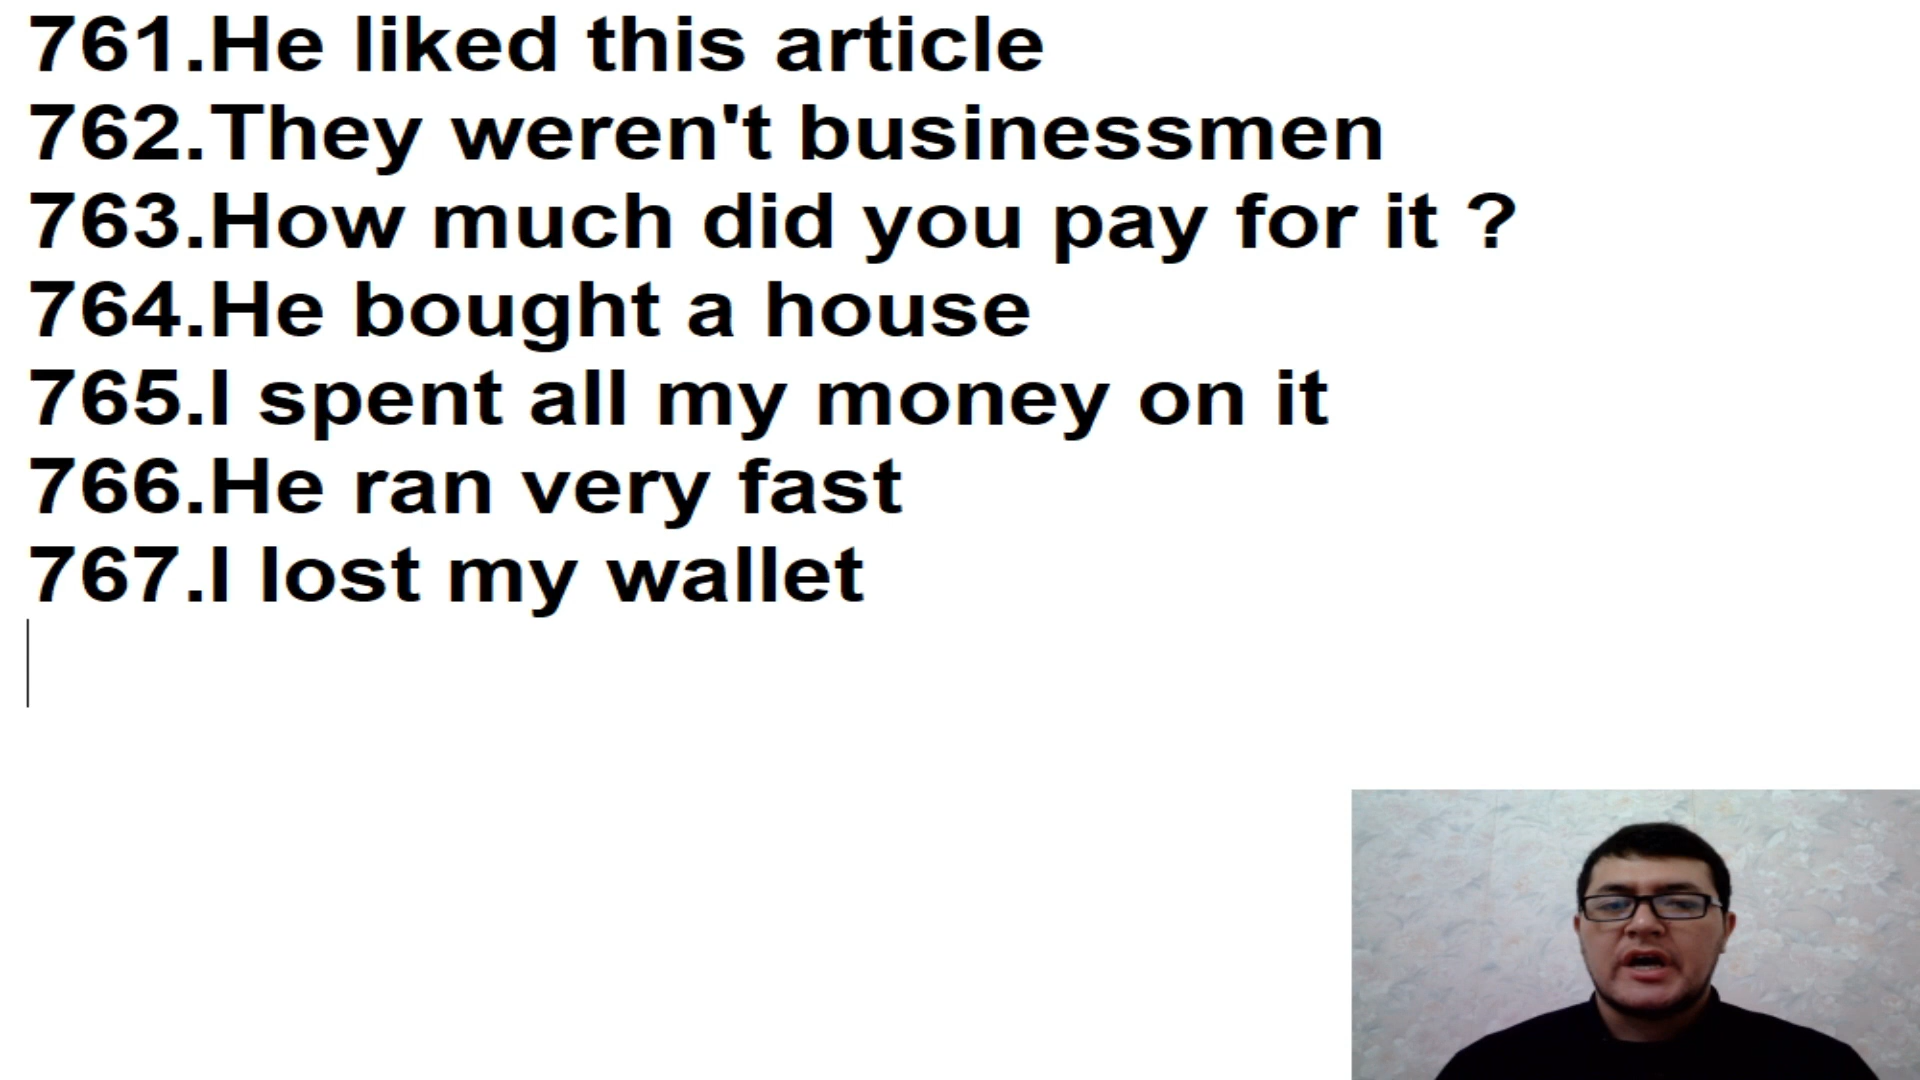 761.He liked this article
762.They weren't businessmen
763.How much did you pay for it ?
764.He bought a house
765.I spent all my money on it
766.He ran very fast
767.I lost my wallet